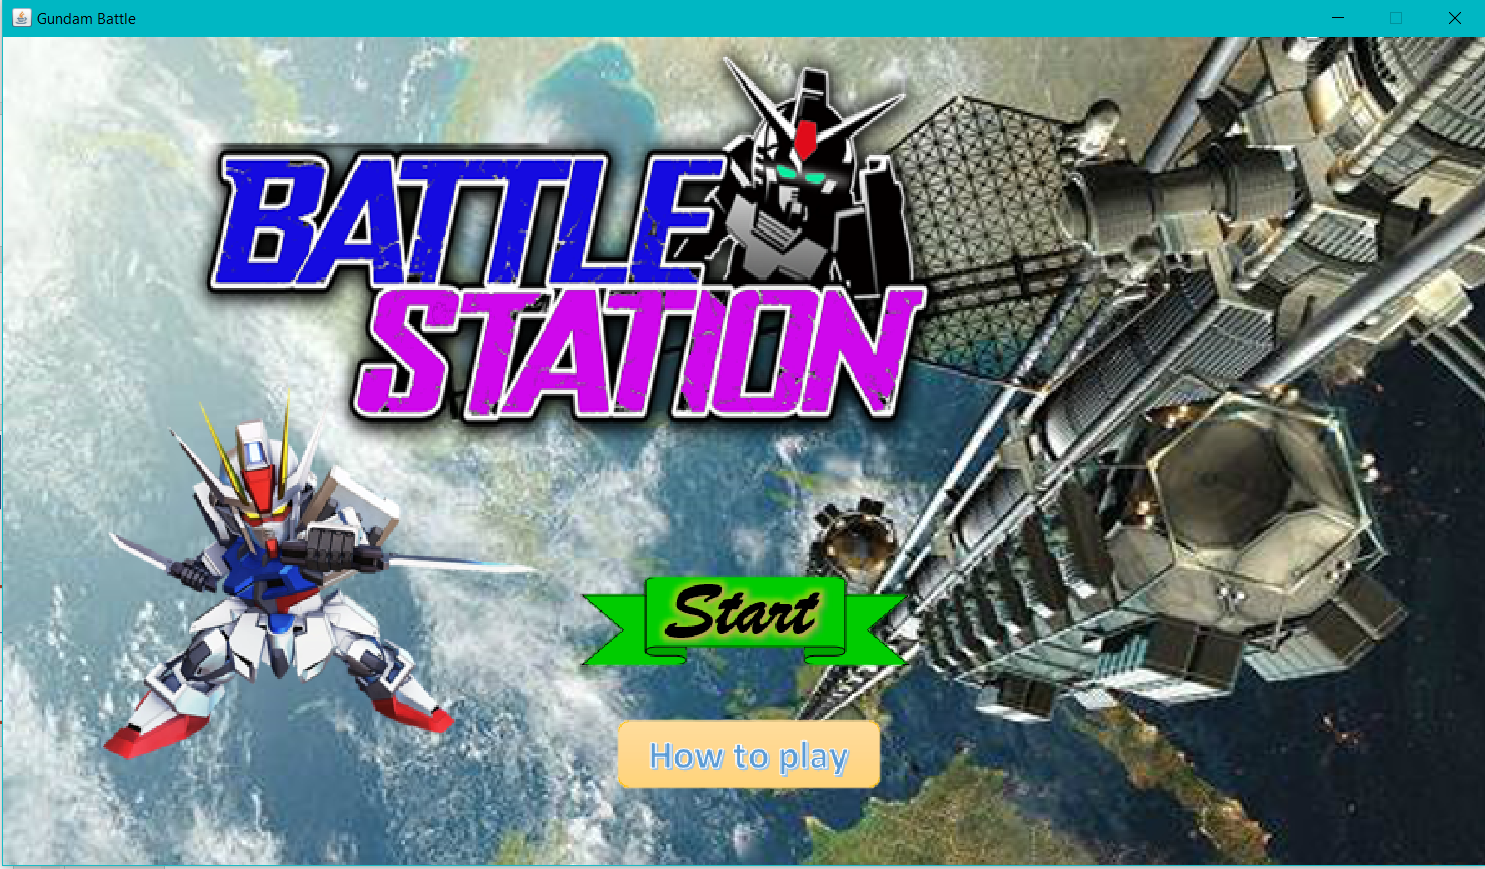 Gundam Battle
BATTLE
STATION
Start
How to play